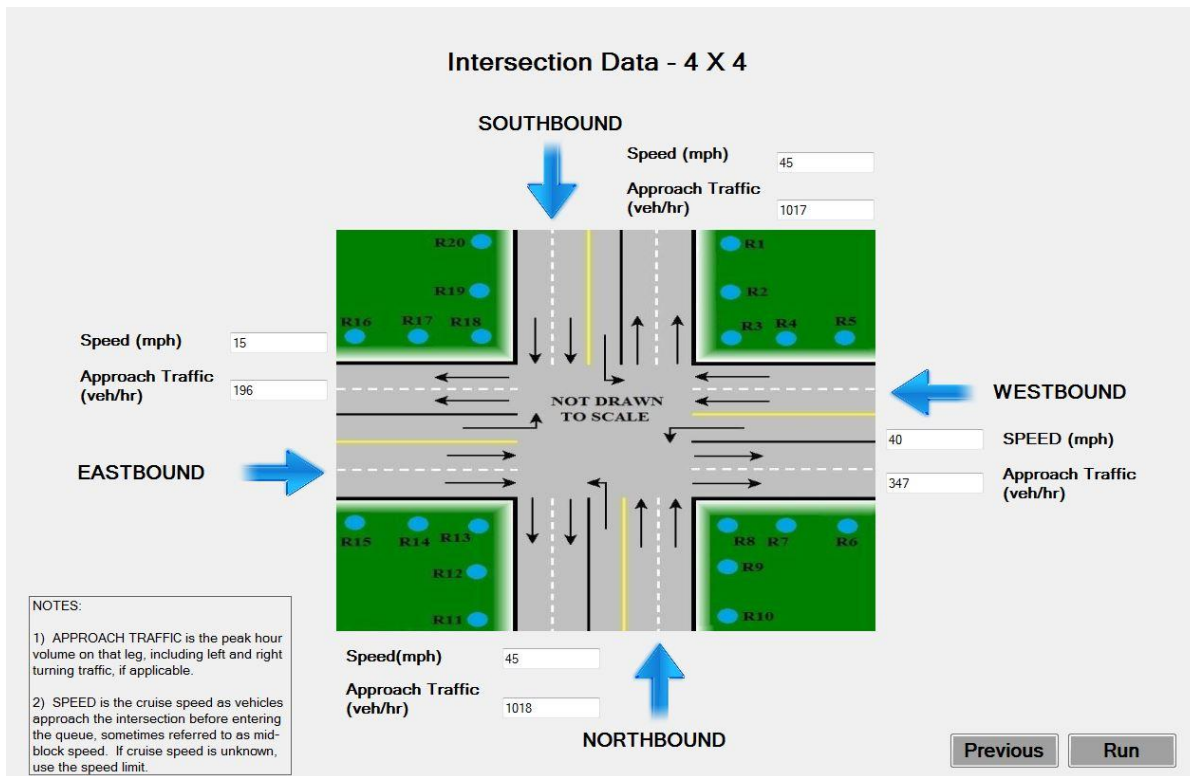 Intersection Data - 4 X 4
SOUTHBOUND
Speed (mph)
45
Approach Traffic
(veh/hr)
1017
R20
R1
R19
R2
R16
R17
R18
R3
R4
R5
Speed (mph)
15
Approach Traffic
(veh/hr)
196
NOT DRAWN
TO SCALE
WESTBOUND
40
SPEED (mph)
EASTBOUND
347
Approach Traffic
(veh/hr)
R15
R14
R13
R8
R7
R6
R12
R9
R11
R10
NOTES:
1) APPROACH TRAFFIC is the peak hour
volume on that leg, including left and right
turning traffic, if applicable.
2) SPEED is the cruise speed as vehicles
approach the intersection before entering
the queue, sometimes referred to as mid-
block speed. If cruise speed is unknown,
use the speed limit.
Speed(mph)
45
Approach Traffic
(veh/hr)
1018
NORTHBOUND
Previous
Run